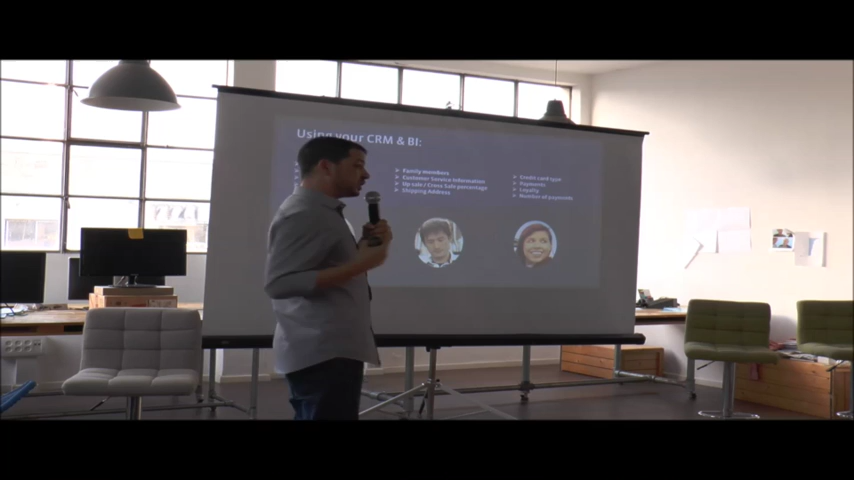 Using your CRM & BI:
➤ Family members
➤ Customer Service Information
➤ Up sale / Cross Sale percentage
➤ Shipping Address
➤ Credit card type
➤ Payments
➤ Loyalty
➤ Number of payments